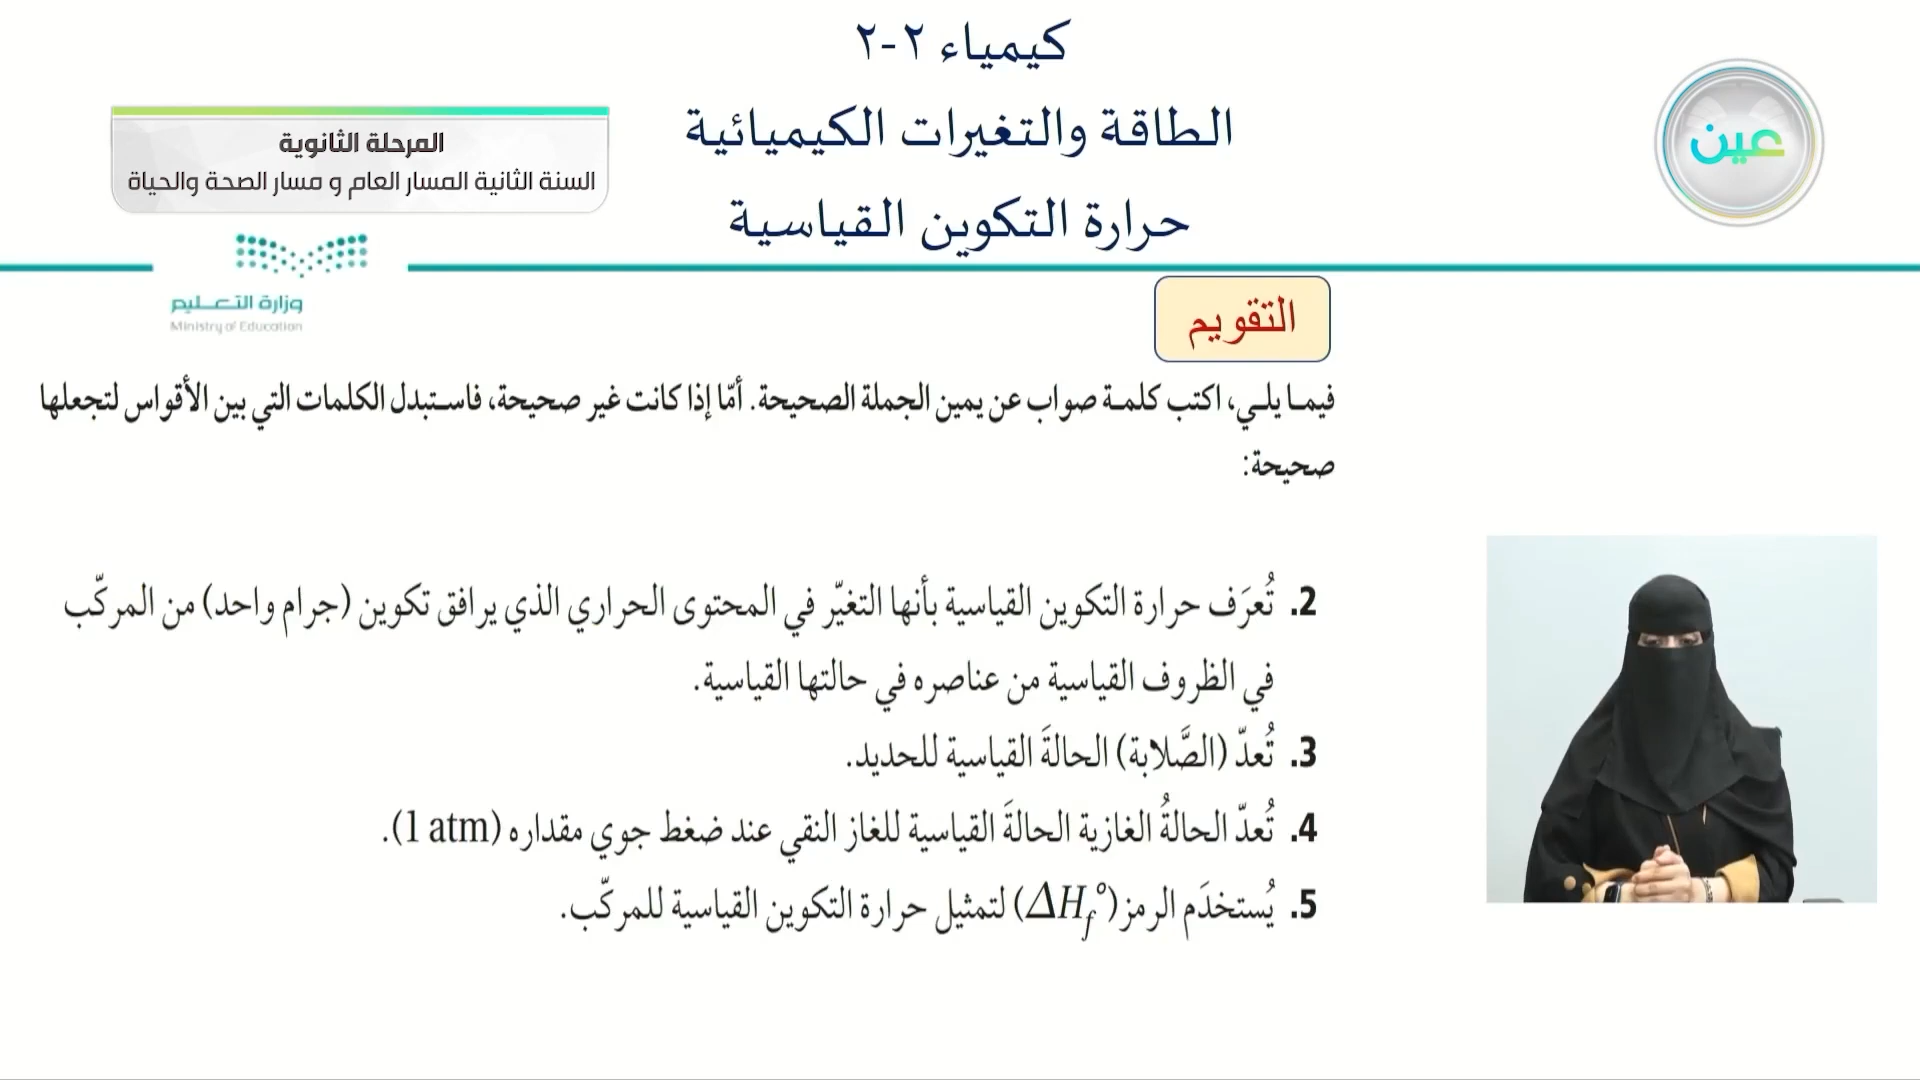 كيمياء ٢-٢
الطاقة والتغيرات الكيميائية
حرارة التكوين القياسية
عين
المرحلة الثانوية
السنة الثانية المسار العام و مسار الصحة والحياة
وزارة التعليم
Ministry of Education
التقويم
فيما يلي، اكتب كلمة صواب عن يمين الجملة الصحيحة. أمّا إذا كانت غير صحيحة، فاستبدل الكلمات التي بين الأقواس لتجعلها
صحيحة:
2. تُعرَف حرارة التكوين القياسية بأنها التغيّر في المحتوى الحراري الذي يرافق تكوين (جرام واحد) من المركّب
في الظروف القياسية من عناصره في حالتها القياسية.
3. تُعدّ (الصَّلابة) الحالةَ القياسية للحديد.
4. تُعدّ الحالةُ الغازية الحالةَ القياسية للغاز النقي عند ضغط جوي مقداره (1 atm).
5. يُستخدَم الرمز (ΔH°f) لتمثيل حرارة التكوين القياسية للمركّب.